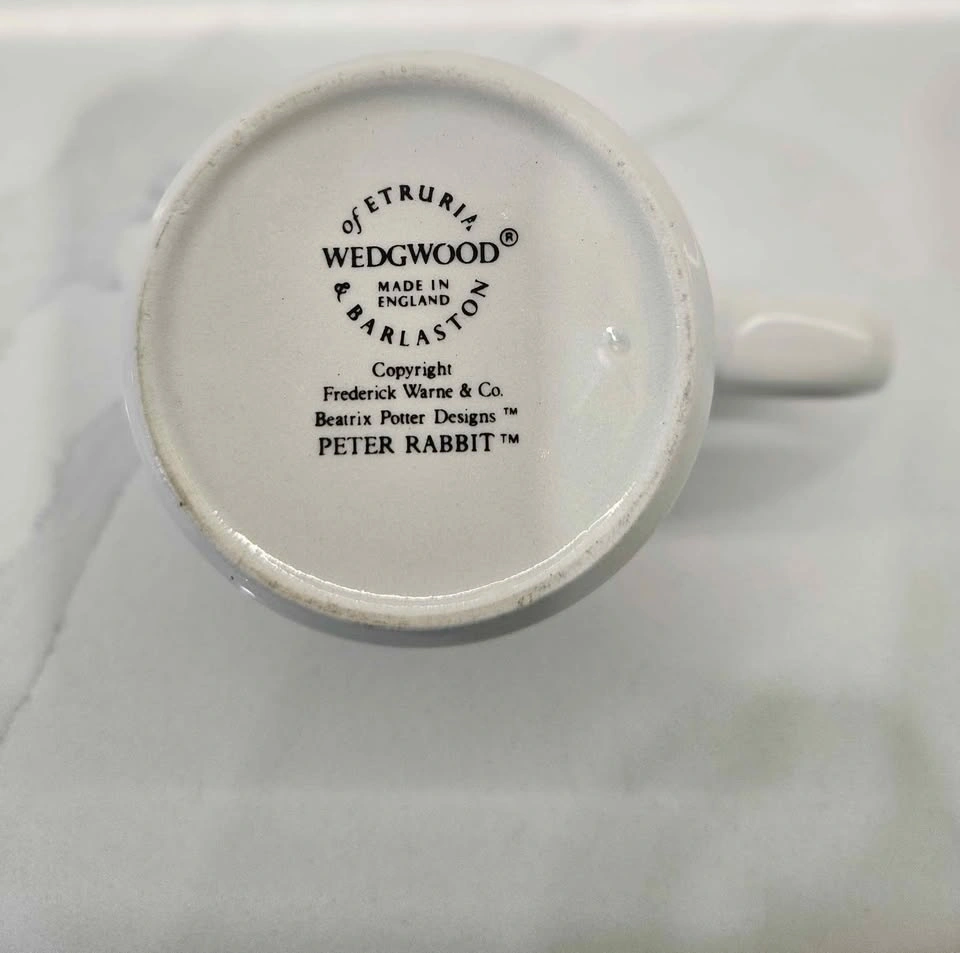 of ETRURIA
WEDGWOOD®
MADE IN
ENGLAND
& BARLASTON
Copyright
Frederick Warne & Co.
Beatrix Potter Designs ™
PETER RABBIT™